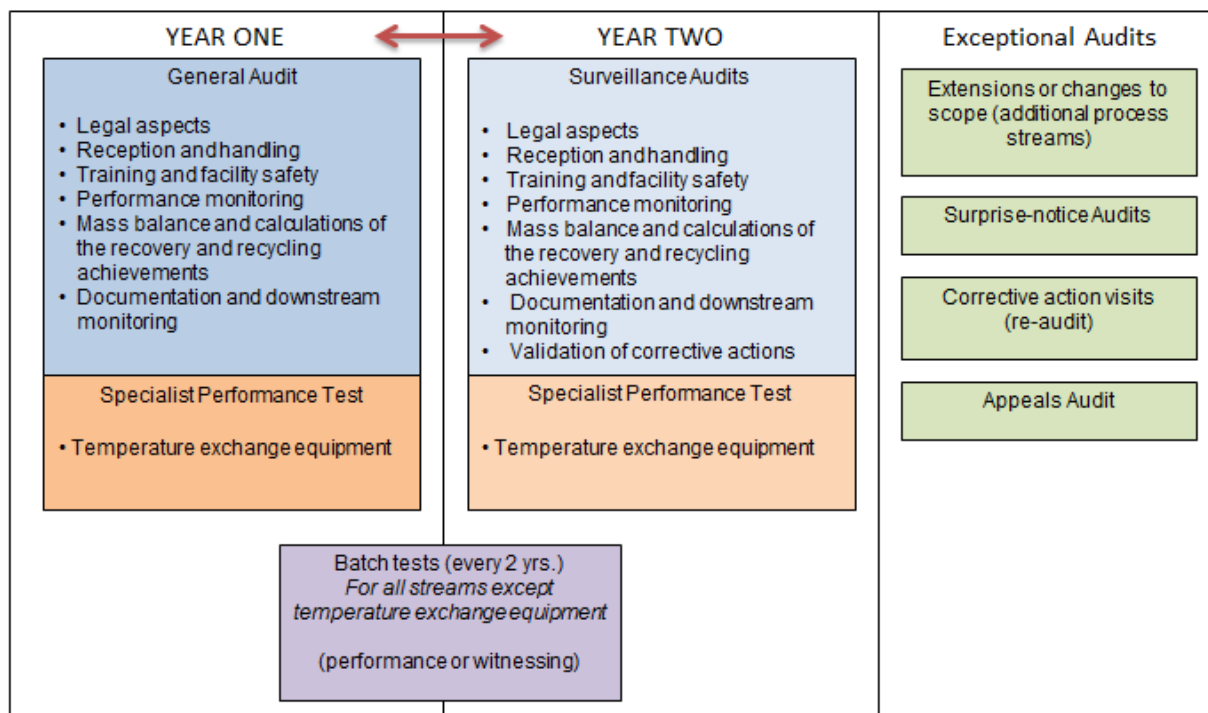 YEAR ONE
General Audit
• Legal aspects
• Reception and handling
• Training and facility safety
• Performance monitoring
• Mass balance and calculations of
the recovery and recycling
achievements
• Documentation and downstream
monitoring
Specialist Performance Test
• Temperature exchange equipment
YEAR TWO
Surveillance Audits
• Legal aspects
• Reception and handling
• Training and facility safety
• Performance monitoring
• Mass balance and calculations of
the recovery and recycling
achievements
• Documentation and downstream
monitoring
• Validation of corrective actions
Specialist Performance Test
• Temperature exchange equipment
Batch tests (every 2 yrs.)
For all streams except
temperature exchange equipment
(performance or witnessing)
Exceptional Audits
Extensions or changes to
scope (additional process
streams)
Surprise-notice Audits
Corrective action visits
(re-audit)
Appeals Audit